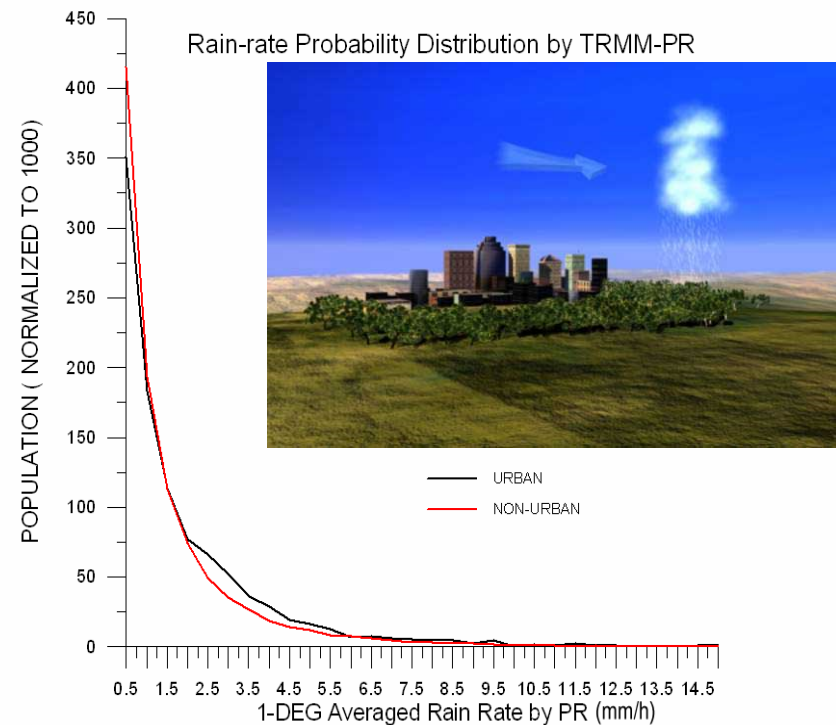 Rain-rate Probability Distribution by TRMM-PR
POPULATION ( NORMALIZED TO 1000)
450
400
350
300
250
200
150
100
50
0
URBAN
NON-URBAN
0.5 1.5 2.5 3.5 4.5 5.5 6.5 7.5 8.5 9.5 10.5 11.5 12.5 13.5 14.5
1-DEG Averaged Rain Rate by PR (mm/h)